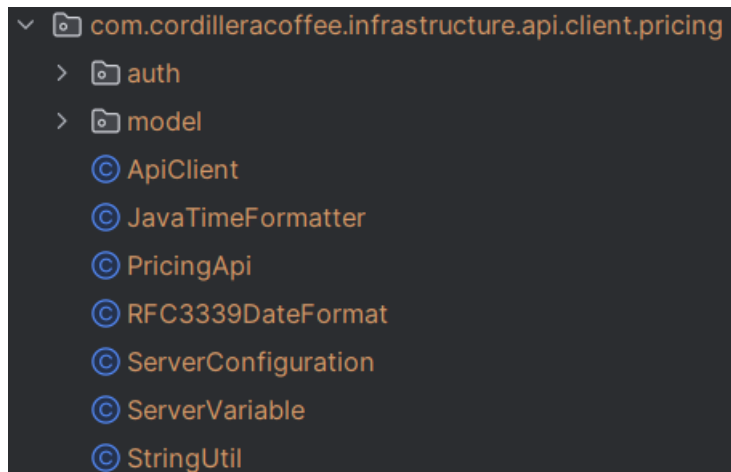 com.cordilleracoffee.infrastructure.api.client.pricing
auth
model
ApiClient
JavaTimeFormatter
PricingApi
RFC3339DateFormat
ServerConfiguration
ServerVariable
StringUtil